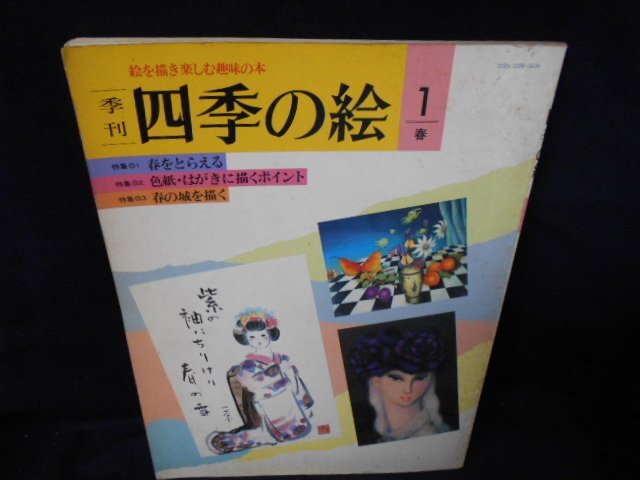 絵を描き楽しむ趣味の本
季刊
四季の絵
1
春
特集◎1 春をとらえる
特集◎2 色紙・はがきに描くポイント
特集◎3 春の城を描く
紫の
袖にちりけり
春の雪